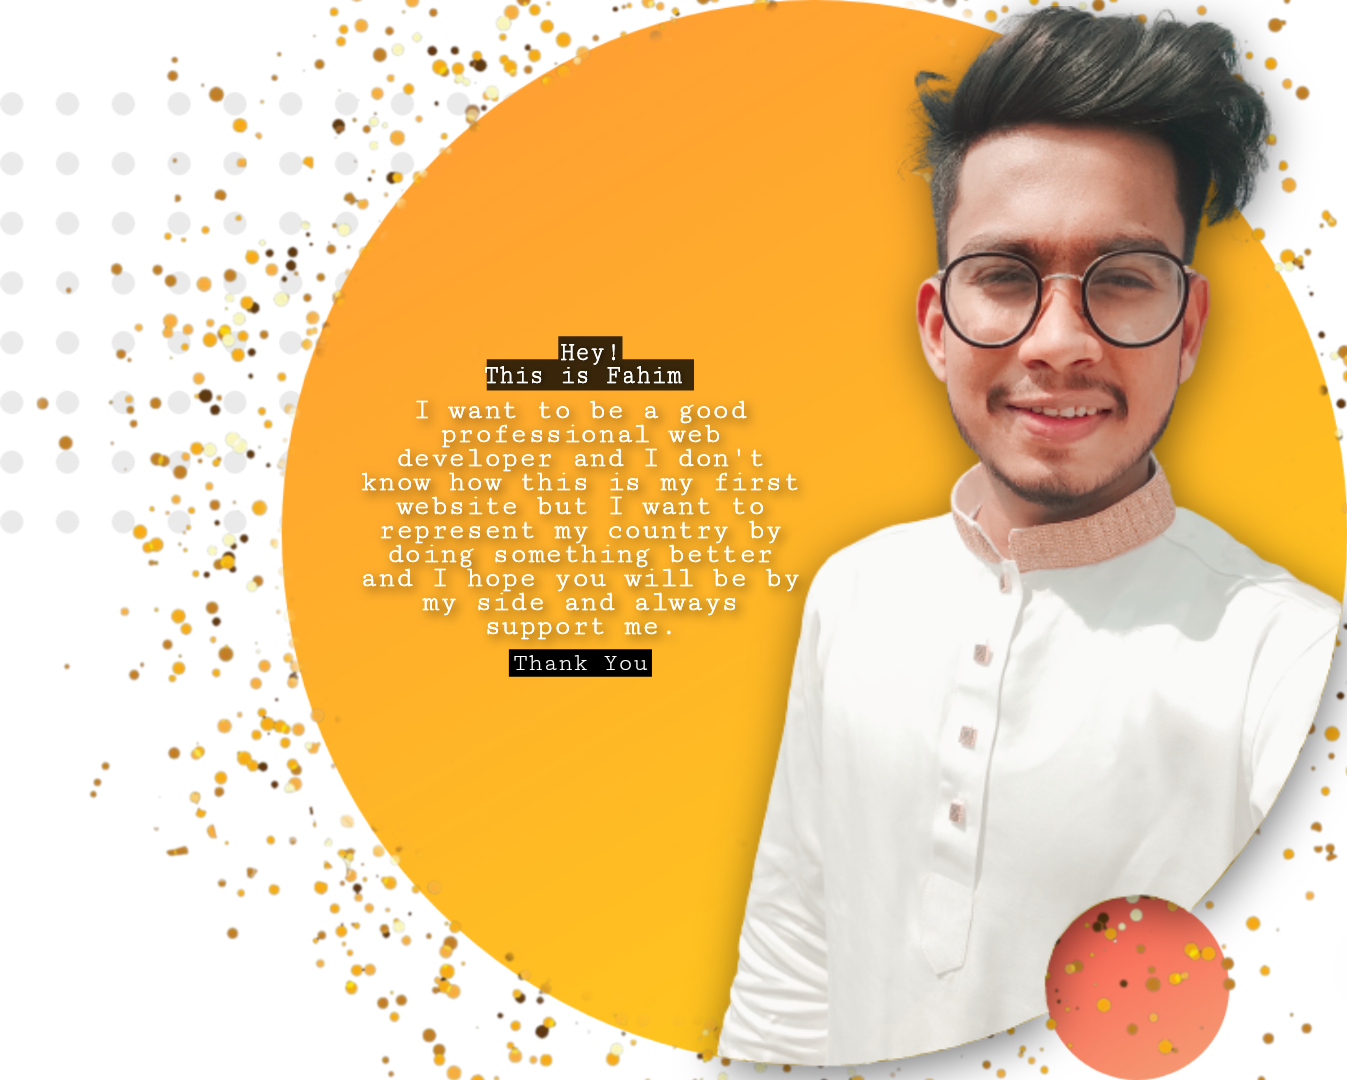 Hey!
This is Fahim
I want to be a good
professional web
developer and I don't
know how this is my first
website but I want to
represent my country by
doing something better
and I hope you will be by
my side and always
support me.
Thank You